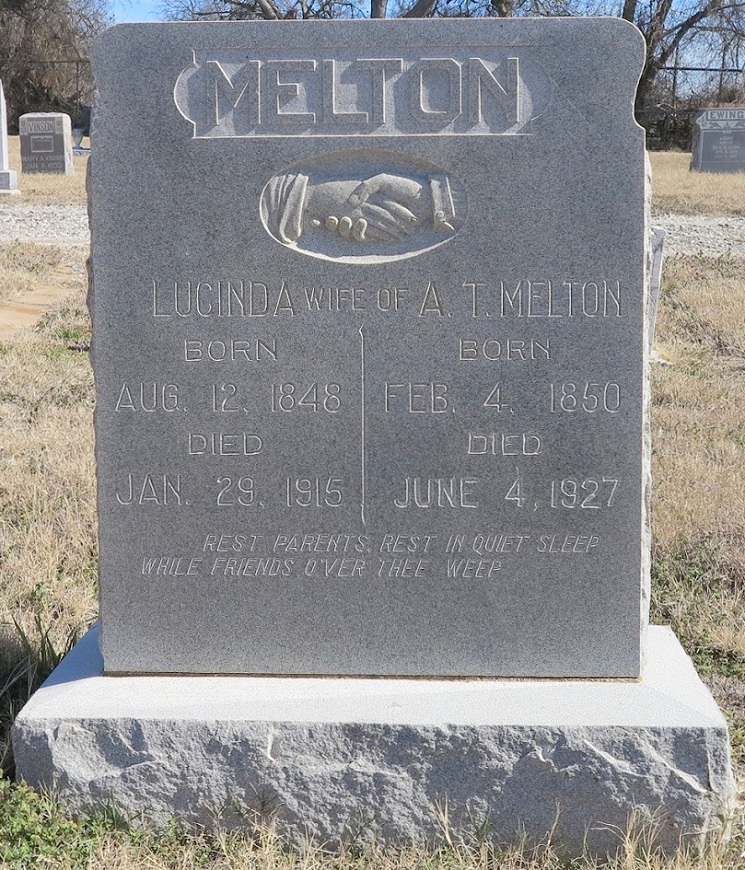 MELTON
LUCINDA WIFE OF A. T. MELTON
BORN
AUG. 12, 1848
DIED
JAN. 29, 1915
BORN
FEB. 4, 1850
DIED
JUNE 4, 1927
REST PARENTS, REST IN QUIET SLEEP
WHILE FRIENDS O'VER THEE WEEP
VINSON
EWING